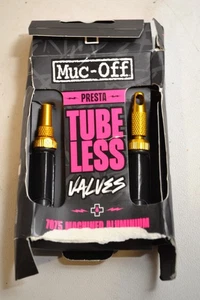 Muc-Off
PRESTA
TUBE
LESS
VALVES
7075 MACHINED ALUMINIUM